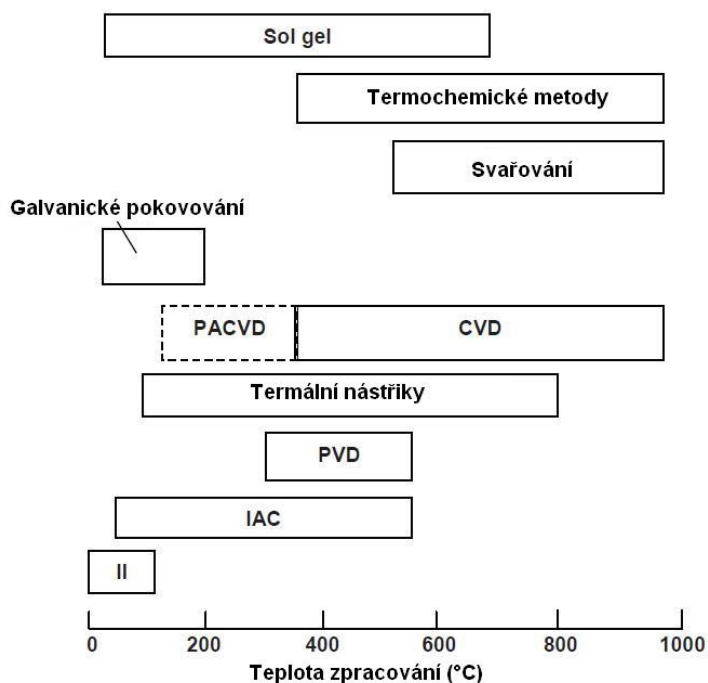 Sol gel
Termochemické metody
Svařování
Galvanické pokovování
PACVD CVD
Termální nástřiky
PVD
IAC
II
0 200 400 600 800 1000
Teplota zpracování (°C)